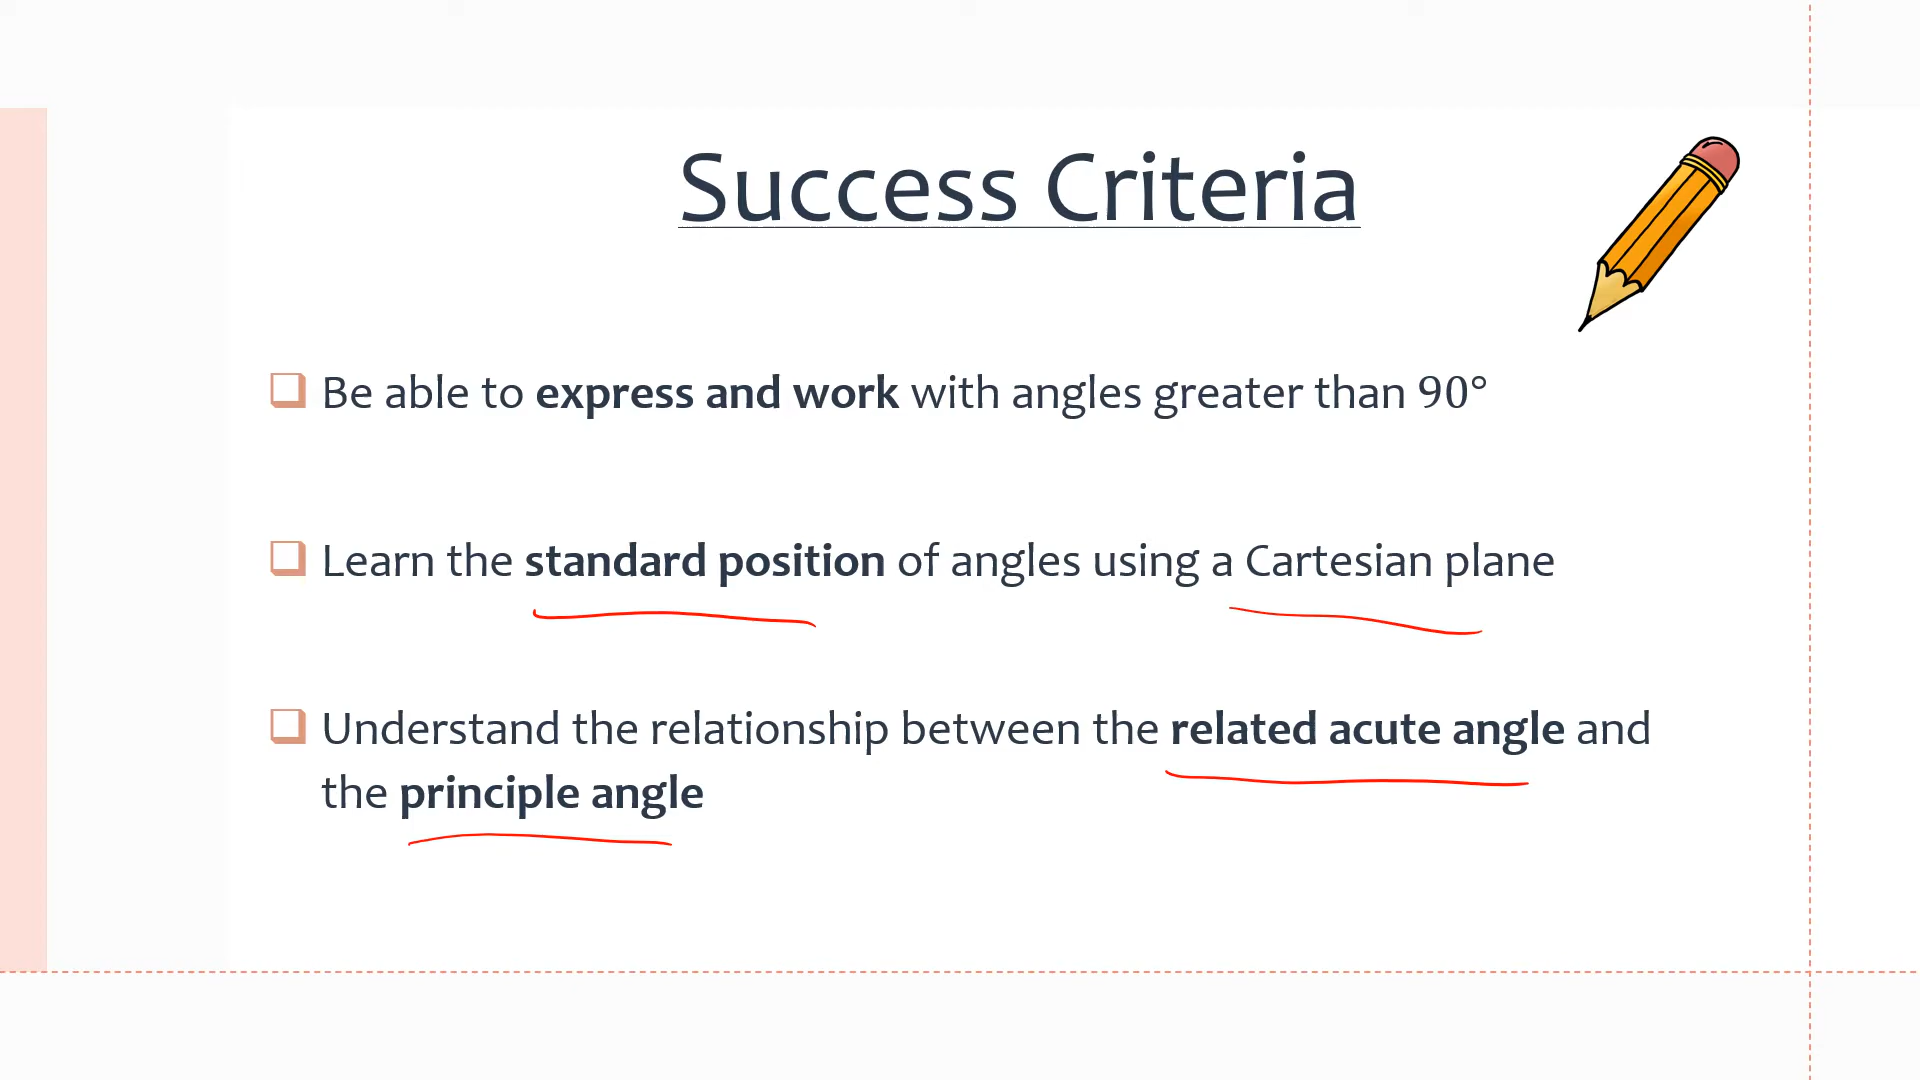 Success Criteria
Be able to express and work with angles greater than 90°
Learn the standard position of angles using a Cartesian plane
Understand the relationship between the related acute angle and
the principle angle